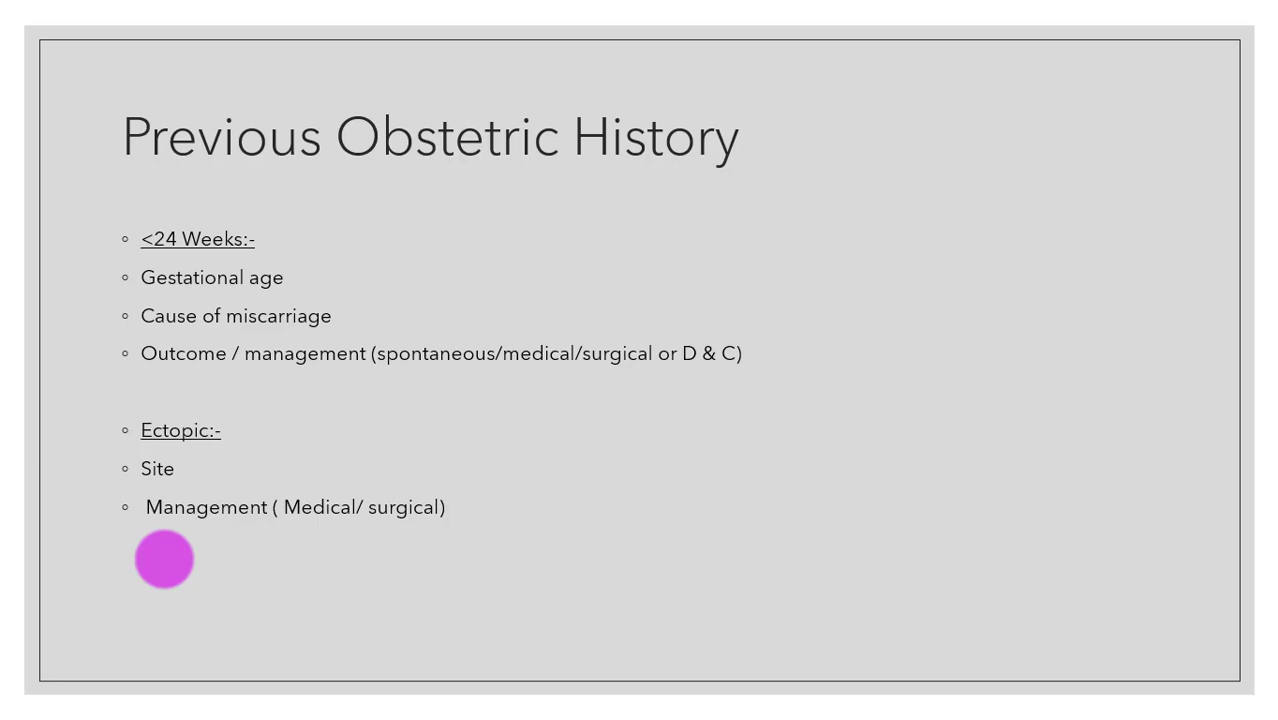 Previous Obstetric History
◦ <24 Weeks:-
◦ Gestational age
◦ Cause of miscarriage
◦ Outcome / management (spontaneous/medical/surgical or D & C)
◦ Ectopic:-
◦ Site
◦ Management ( Medical/ surgical)